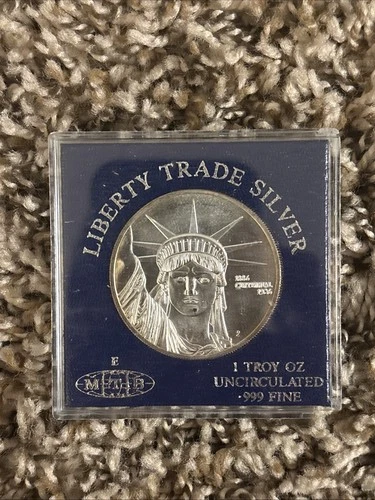 LIBERTY TRADE SILVER
1886
CENTENNIAL
1986
E
M·T·B
1 TROY OZ
UNCIRCULATED
.999 FINE